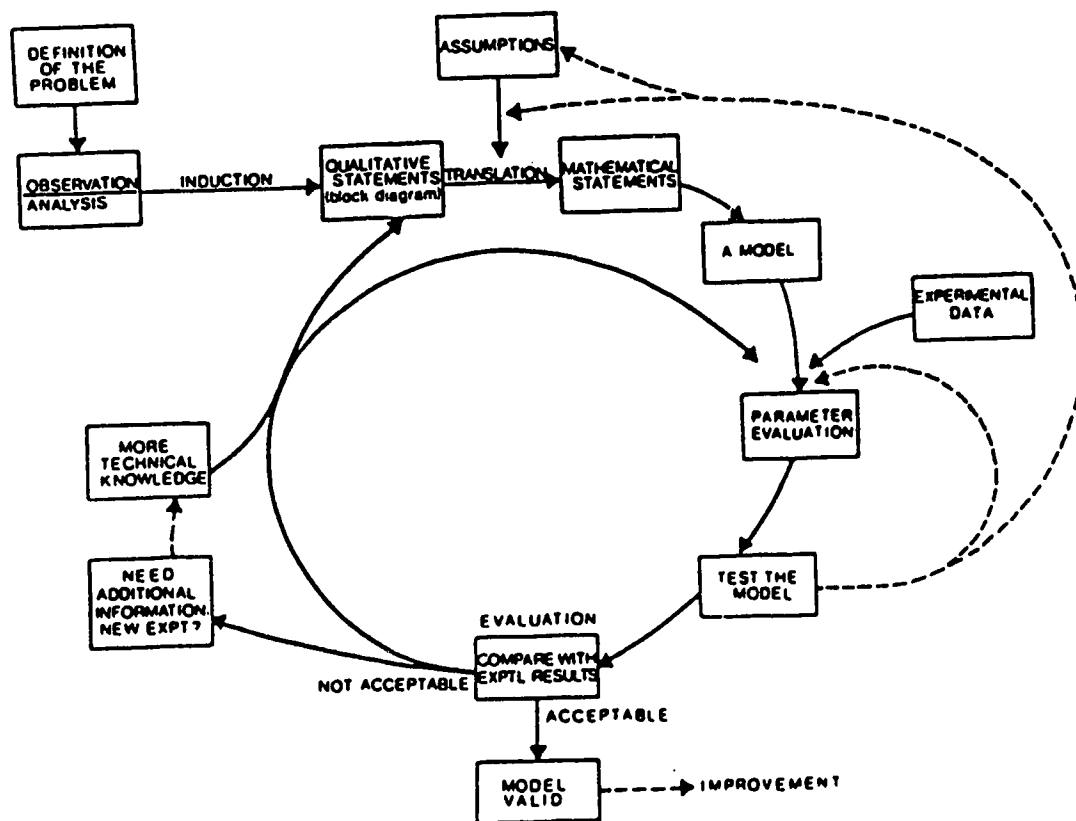 DEFINITION
OF THE
PROBLEM
ASSUMPTIONS
OBSERVATION
ANALYSIS
INDUCTION
QUALITATIVE
STATEMENTS
(block diagram)
TRANSLATION
MATHEMATICAL
STATEMENTS
A MODEL
EXPERIMENTAL
DATA
PARAMETER
EVALUATION
MORE
TECHNICAL
KNOWLEDGE
NEED
ADDITIONAL
INFORMATION.
NEW EXPT?
TEST THE
MODEL
EVALUATION
COMPARE WITH
EXPTL RESULTS
NOT ACCEPTABLE
ACCEPTABLE
MODEL
VALID
IMPROVEMENT